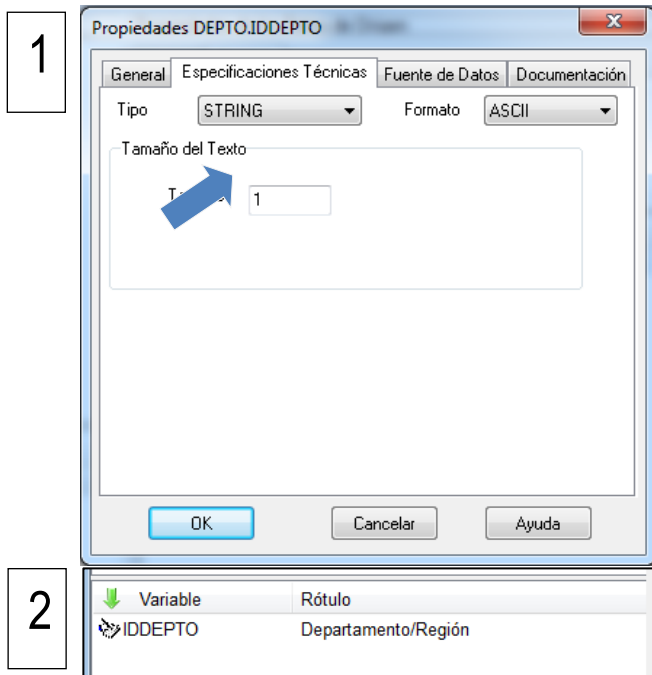 1
Propiedades DEPTO.IDDEPTO
General Especificaciones Técnicas Fuente de Datos Documentación
Tipo STRING Formato ASCII
Tamaño del Texto
1
OK Cancelar Ayuda
2
Variable Rótulo
IDDEPTO Departamento/Región